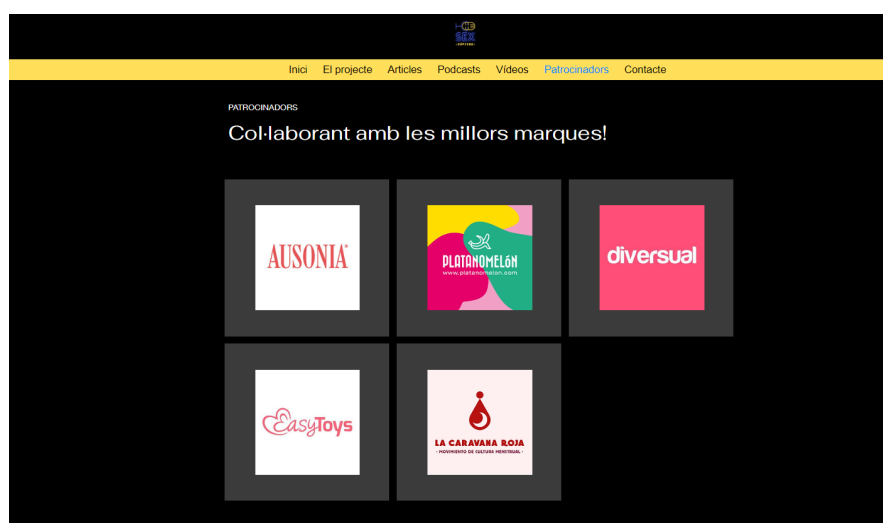 SEX
Inici El projecte Articles Podcasts Vídeos Patrocinadors Contacte
PATROCINADORS
Col·laborant amb les millors marques!
AUSONIA
PLATANOMELóN
www.platanomelon.com
diversual
EasyToys
LA CARAVANA ROJA
· MOVIMIENTO DE CULTURA MENSTRUAL ·